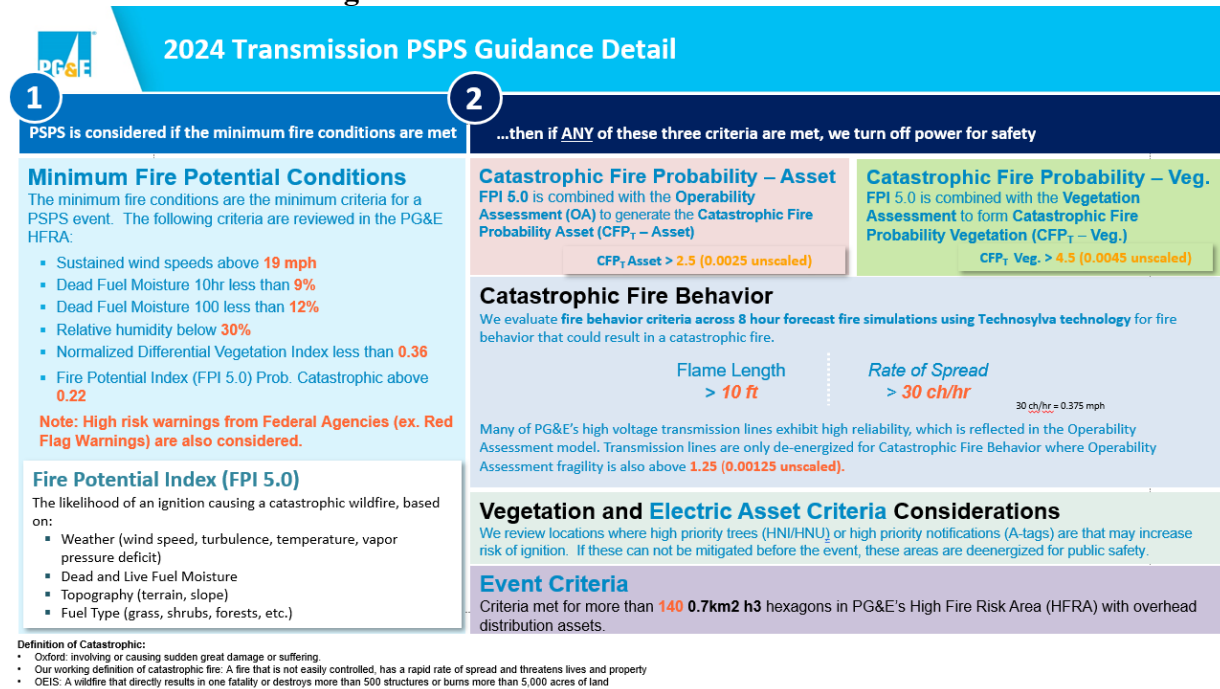 PG&E
2024 Transmission PSPS Guidance Detail
1
PSPS is considered if the minimum fire conditions are met
Minimum Fire Potential Conditions
The minimum fire conditions are the minimum criteria for a
PSPS event. The following criteria are reviewed in the PG&E
HFRA:
▪ Sustained wind speeds above 19 mph
▪ Dead Fuel Moisture 10hr less than 9%
▪ Dead Fuel Moisture 100 less than 12%
▪ Relative humidity below 30%
▪ Normalized Differential Vegetation Index less than 0.36
▪ Fire Potential Index (FPI 5.0) Prob. Catastrophic above
0.22
Note: High risk warnings from Federal Agencies (ex. Red
Flag Warnings) are also considered.
Fire Potential Index (FPI 5.0)
The likelihood of an ignition causing a catastrophic wildfire, based
on:
▪ Weather (wind speed, turbulence, temperature, vapor
pressure deficit)
▪ Dead and Live Fuel Moisture
▪ Topography (terrain, slope)
▪ Fuel Type (grass, shrubs, forests, etc.)
2
...then if ANY of these three criteria are met, we turn off power for safety
Catastrophic Fire Probability – Asset
FPI 5.0 is combined with the Operability
Assessment (OA) to generate the Catastrophic Fire
Probability Asset (CFPT – Asset)
CFPT Asset > 2.5 (0.0025 unscaled)
Catastrophic Fire Probability – Veg.
FPI 5.0 is combined with the Vegetation
Assessment to form Catastrophic Fire
Probability Vegetation (CFPT – Veg.)
CFPT Veg. > 4.5 (0.0045 unscaled)
Catastrophic Fire Behavior
We evaluate fire behavior criteria across 8 hour forecast fire simulations using Technosylva technology for fire
behavior that could result in a catastrophic fire.
Flame Length
> 10 ft
Rate of Spread
> 30 ch/hr
30 ch/hr = 0.375 mph
Many of PG&E's high voltage transmission lines exhibit high reliability, which is reflected in the Operability
Assessment model. Transmission lines are only de-energized for Catastrophic Fire Behavior where Operability
Assessment fragility is also above 1.25 (0.00125 unscaled).
Vegetation and Electric Asset Criteria Considerations
We review locations where high priority trees (HNI/HNU) or high priority notifications (A-tags) are that may increase
risk of ignition. If these can not be mitigated before the event, these areas are deenergized for public safety.
Event Criteria
Criteria met for more than 140 0.7km2 h3 hexagons in PG&E's High Fire Risk Area (HFRA) with overhead
distribution assets.
Definition of Catastrophic:
• Oxford: involving or causing sudden great damage or suffering.
• Our working definition of catastrophic fire: A fire that is not easily controlled, has a rapid rate of spread and threatens lives and property
• OEIS: A wildfire that directly results in one fatality or destroys more than 500 structures or burns more than 5,000 acres of land